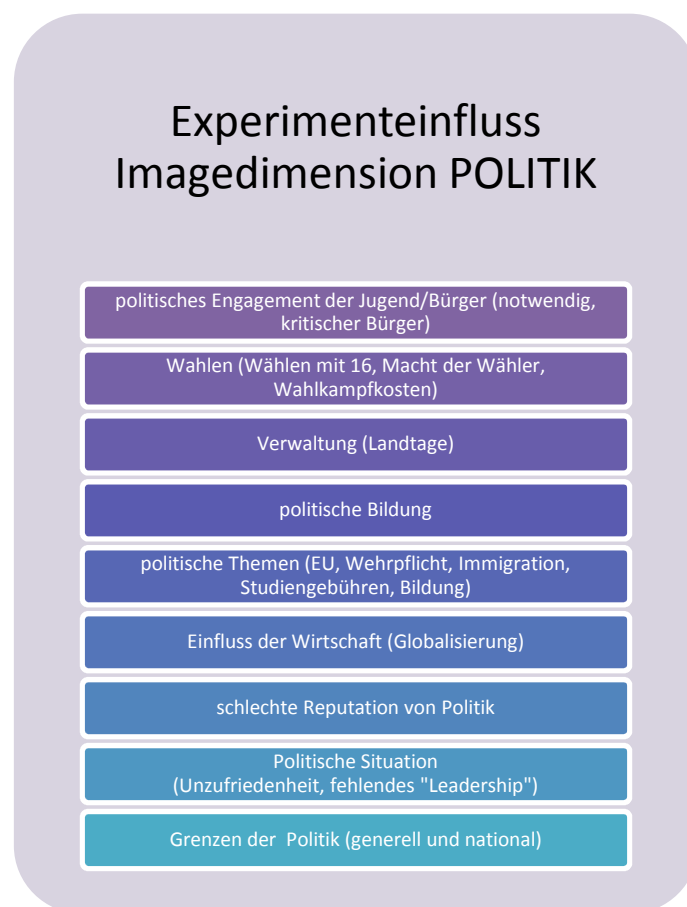 Experimenteinfluss
Imagedimension POLITIK
politisches Engagement der Jugend/Bürger (notwendig,
kritischer Bürger)
Wahlen (Wählen mit 16, Macht der Wähler,
Wahlkampfkosten)
Verwaltung (Landtage)
politische Bildung
politische Themen (EU, Wehrpflicht, Immigration,
Studiengebühren, Bildung)
Einfluss der Wirtschaft (Globalisierung)
schlechte Reputation von Politik
Politische Situation
(Unzufriedenheit, fehlendes "Leadership")
Grenzen der  Politik (generell und national)